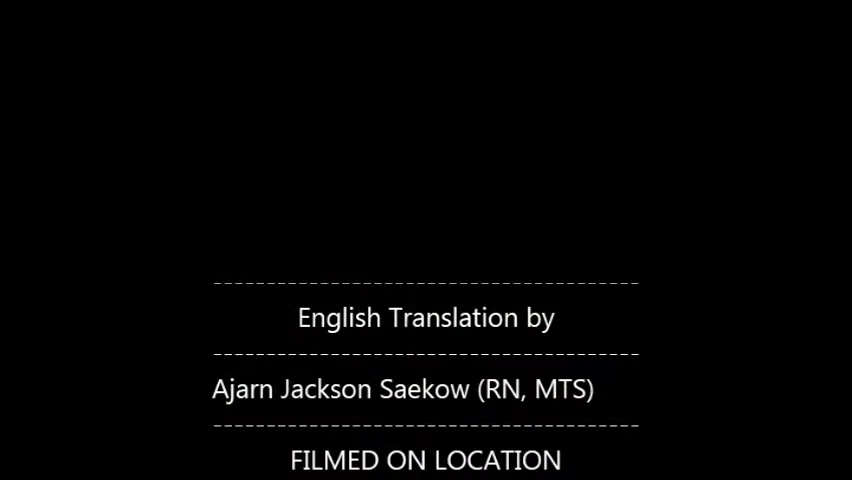 ----------------------------------------
English Translation by
----------------------------------------
Ajarn Jackson Saekow (RN, MTS)
----------------------------------------
FILMED ON LOCATION